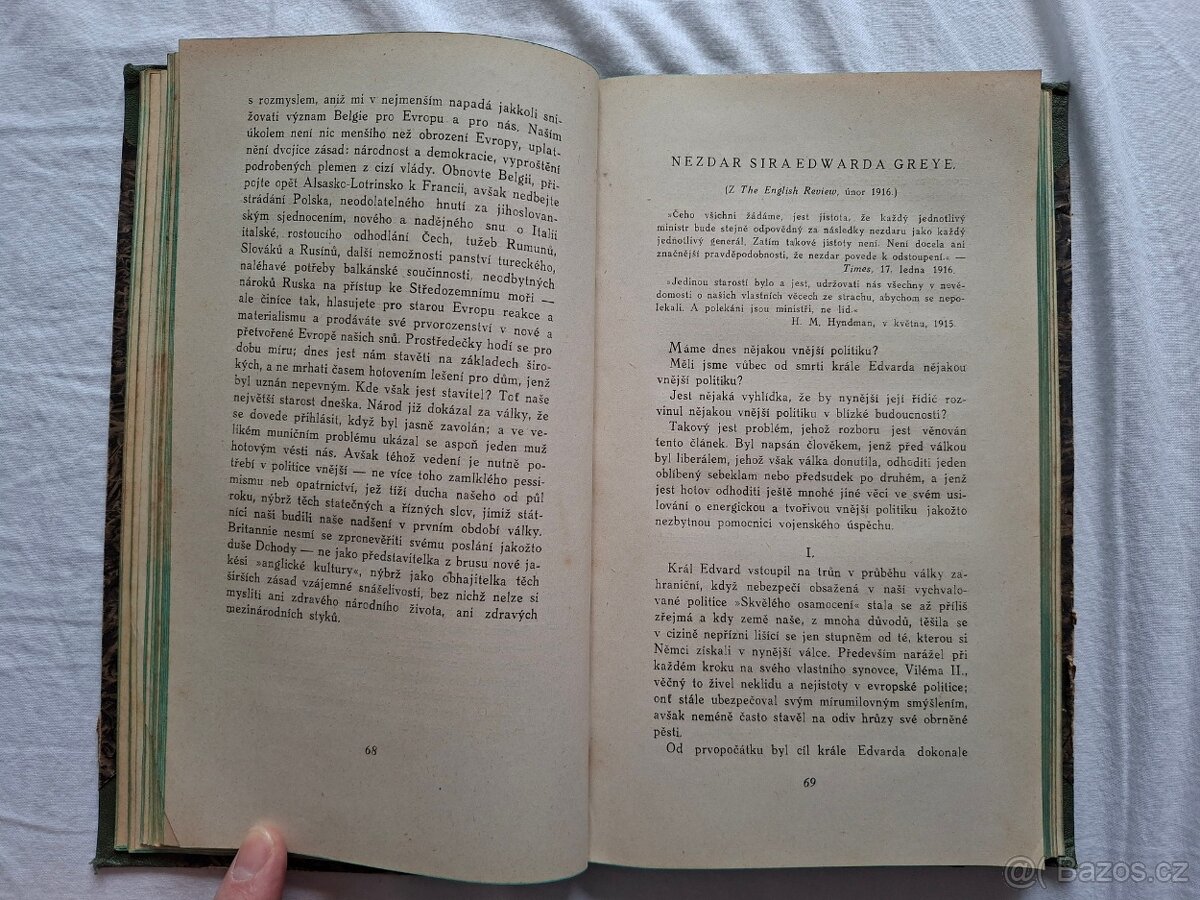 s rozmyslem, aniž mi v nejmenším napadá jakkoli sni-
žovati význam Belgie pro Evropu a pro nás. Naším
úkolem není nic menšího než obrození Evropy, uplat-
nění dvojice zásad: národnost a demokracie, vyproštění
podrobených plemen z cizí vlády. Obnovte Belgii, při-
pojte opět Alsasko-Lotrinsko k Francii, avšak nedbejte
strádání Polska, neodolatelného hnutí za jihoslovan-
ským sjednocením, nového a nadějného snu o Italii
italské, rostoucího odhodlání Čech, tužeb Rumunů,
Slováků a Rusínů, další nemožnosti panství tureckého,
naléhavé potřeby balkánské součinnosti, neodbytných
nároků Ruska na přístup ke Středozemnímu moři —
ale činíce tak, hlasujete pro starou Evropu reakce a
materialismu a prodáváte své prvorozenství v nové a
přetvořené Evropě našich snů. Prostředečky hodí se pro
dobu míru; dnes jest nám stavěti na základech širo-
kých, a ne mrhati časem hotovením lešení pro dům, jenž
byl uznán nepevným. Kde však jest stavitel? Toť naše
největší starost dneška. Národ již dokázal za války, že
se dovede přihlásit, když byl jasně zavolán; a ve ve-
likém muničním problému ukázal se aspoň jeden muž
hotovým vésti nás. Avšak téhož vedení je nutně po-
třebí v politice vnější — ne více toho zamlklého pessi-
mismu neb opatrnictví, jež tíží ducha našeho od půl
roku, nýbrž těch statečných a řízných slov, jimiž stát-
níci naši budili naše nadšení v prvním období války.
Britannie nesmí se zpronevěřiti svému poslání jakožto
duše Dohody — ne jako představitelka z brusu nové ja-
kési »anglické kultury«, nýbrž jako obhajitelka těch
širších zásad vzájemné snášelivosti, bez nichž nelze si
mysliti ani zdravého národního života, ani zdravých
mezinárodních styků.
68
NEZDAR SIRA EDWARDA GREYE.
(Z The English Review, únor 1916.)
»Čeho všichni žádáme, jest jistota, že každý jednotlivý
ministr bude stejně odpovědný za následky nezdaru jako každý
jednotlivý generál. Zatím takové jistoty není. Není docela ani
značnější pravděpodobnosti, že nezdar povede k odstoupení.« —
Times, 17. ledna 1916.
»Jedinou starostí bylo a jest, udržovati nás všechny v nevě-
domosti o našich vlastních věcech ze strachu, abychom se nepo-
lekali. A polekáni jsou ministři, ne lid.«
H. M. Hyndman, v květnu, 1915.
Máme dnes nějakou vnější politiku?
Měli jsme vůbec od smrti krále Edvarda nějakou
vnější politiku?
Jest nějaká vyhlídka, že by nynější její řídič roz-
vinul nějakou vnější politiku v blízké budoucnosti?
Takový jest problém, jehož rozboru jest věnován
tento článek. Byl napsán člověkem, jenž před válkou
byl liberálem, jehož však válka donutila, odhoditi jeden
oblíbený sebeklam nebo předsudek po druhém, a jenž
jest hotov odhoditi ještě mnohé jiné věci ve svém usi-
lování o energickou a tvořivou vnější politiku jakožto
nezbytnou pomocnici vojenského úspěchu.
I.
Král Edvard vstoupil na trůn v průběhu války za-
hraniční, když nebezpečí obsažená v naší vychvalo-
vané politice »Skvělého osamocení« stala se až příliš
zřejmá a kdy země naše, z mnoha důvodů, těšila se
v cizině nepřízni lišící se jen stupněm od té, kterou si
Němci získali v nynější válce. Především narážel při
každém kroku na svého vlastního synovce, Viléma II.,
věčný to živel neklidu a nejistoty v evropské politice;
onť stále ubezpečoval svým mírumilovným smýšlením,
avšak neméně často stavěl na odiv hrůzy své obrněné
pěsti.
Od prvopočátku byl cíl krále Edvarda dokonale
69
@( Bazos.cz